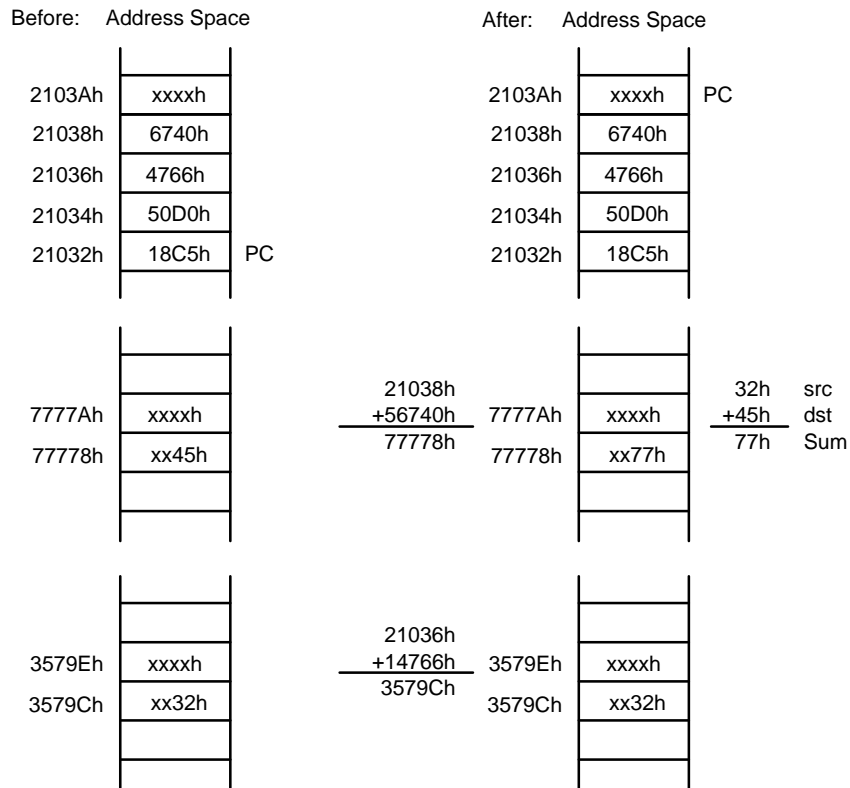 Before: Address Space
2103Ah xxxxh
21038h 6740h
21036h 4766h
21034h 50D0h
21032h 18C5h PC
7777Ah xxxxh
77778h xx45h
3579Eh xxxxh
3579Ch xx32h
After: Address Space
2103Ah xxxxh PC
21038h 6740h
21036h 4766h
21034h 50D0h
21032h 18C5h
21038h
+56740h
77778h
7777Ah xxxxh
77778h xx77h
32h src
+45h dst
77h Sum
21036h
+14766h
3579Ch
3579Eh xxxxh
3579Ch xx32h